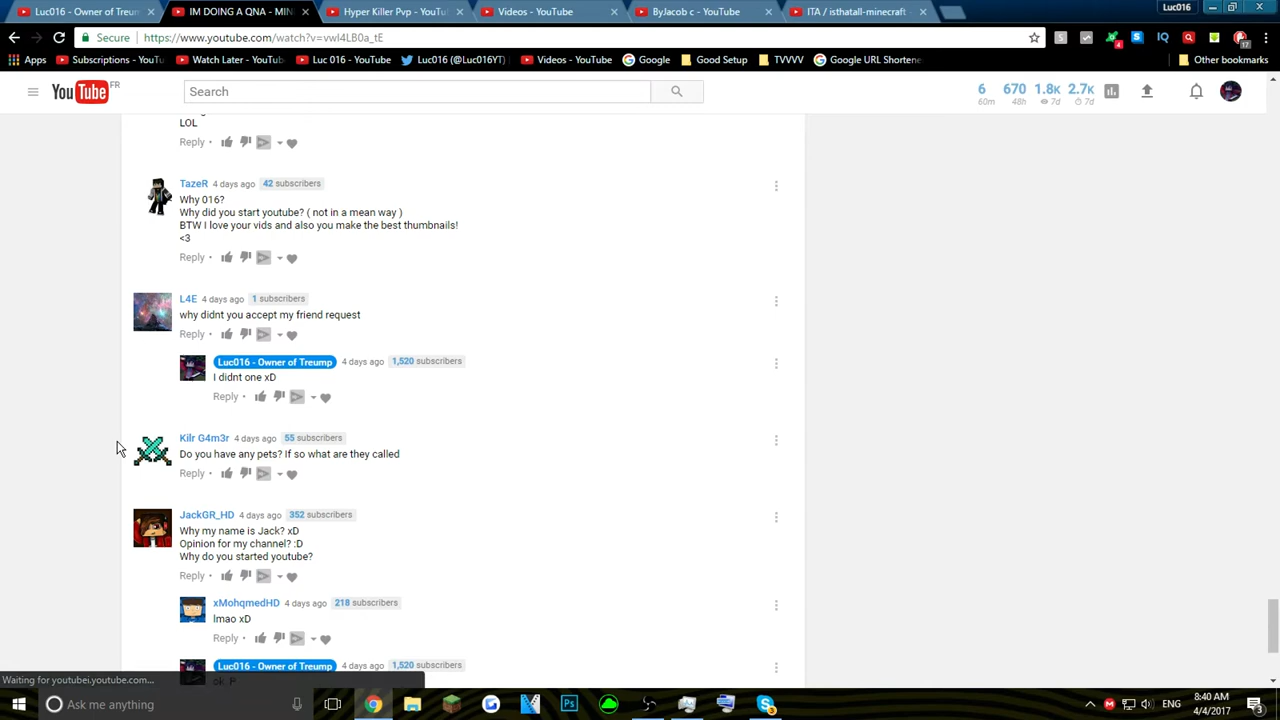 Luc016 - Owner of Treum
IM DOING A QNA - MIN
Hyper Killer Pvp - YouTu
Videos - YouTube
ByJacob c - YouTube
ITA / isthatall-minecraft
Luc016
Secure
https://www.youtube.com/watch?v=vwl4LB0a_tE
Apps
Subscriptions - YouTu
Watch Later - YouTub
Luc 016 - YouTube
Luc016 (@Luc016YT)
Videos - YouTube
Google
Good Setup
TVVVV
Google URL Shortene
Other bookmarks
YouTube FR
Search
6 670 1.8K 2.7K
60m 48h 7d 7d
LOL
Reply •
TazeR 4 days ago 42 subscribers
Why 016?
Why did you start youtube? ( not in a mean way )
BTW I love your vids and also you make the best thumbnails!
<3
Reply •
L4E 4 days ago 1 subscribers
why didnt you accept my friend request
Reply •
Luc016 - Owner of Treump 4 days ago 1,520 subscribers
I didnt one xD
Reply •
Kilr G4m3r 4 days ago 55 subscribers
Do you have any pets? If so what are they called
Reply •
JackGR_HD 4 days ago 352 subscribers
Why my name is Jack? xD
Opinion for my channel? :D
Why do you started youtube?
Reply •
xMohqmedHD 4 days ago 218 subscribers
lmao xD
Reply •
Luc016 - Owner of Treump 4 days ago 1,520 subscribers
Waiting for youtubei.youtube.com...
Ask me anything
8:40 AM
4/4/2017